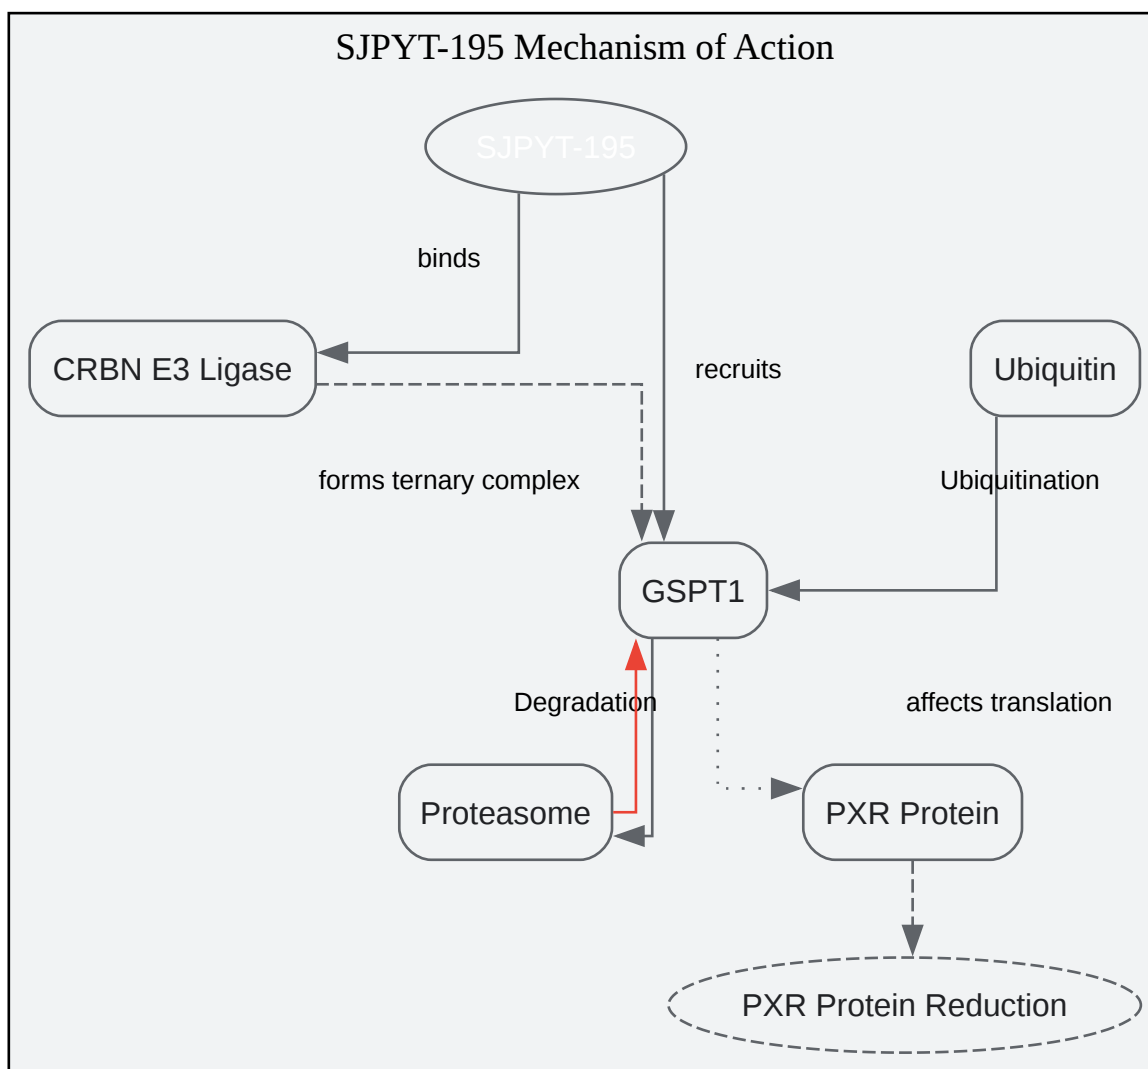 SJPYT-195 Mechanism of Action
SJPYT-195
binds
CRBN E3 Ligase
recruits
Ubiquitin
forms ternary complex
Ubiquitination
GSPT1
Degradation
affects translation
Proteasome
PXR Protein
PXR Protein Reduction